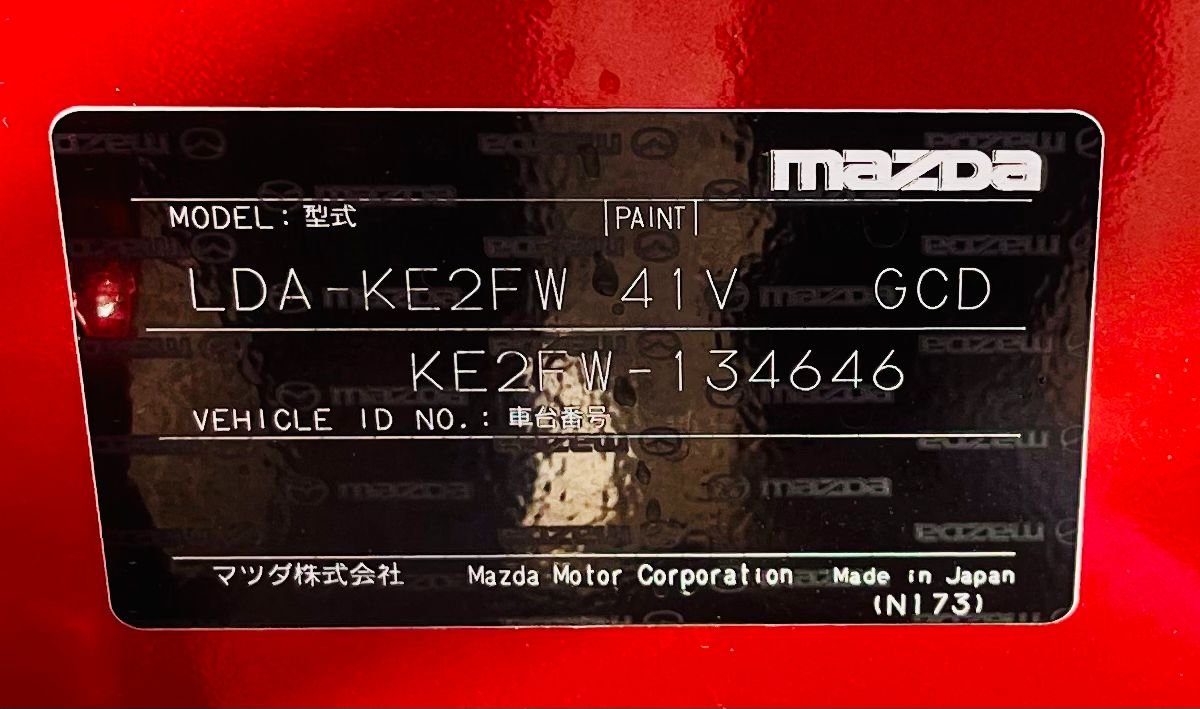 mazda
MODEL: 型式 PAINT
LDA-KE2FW 41V GCD
KE2FW-134646
VEHICLE ID NO.: 車台番号
マツダ株式会社 Mazda Motor Corporation Made in Japan
(N173)